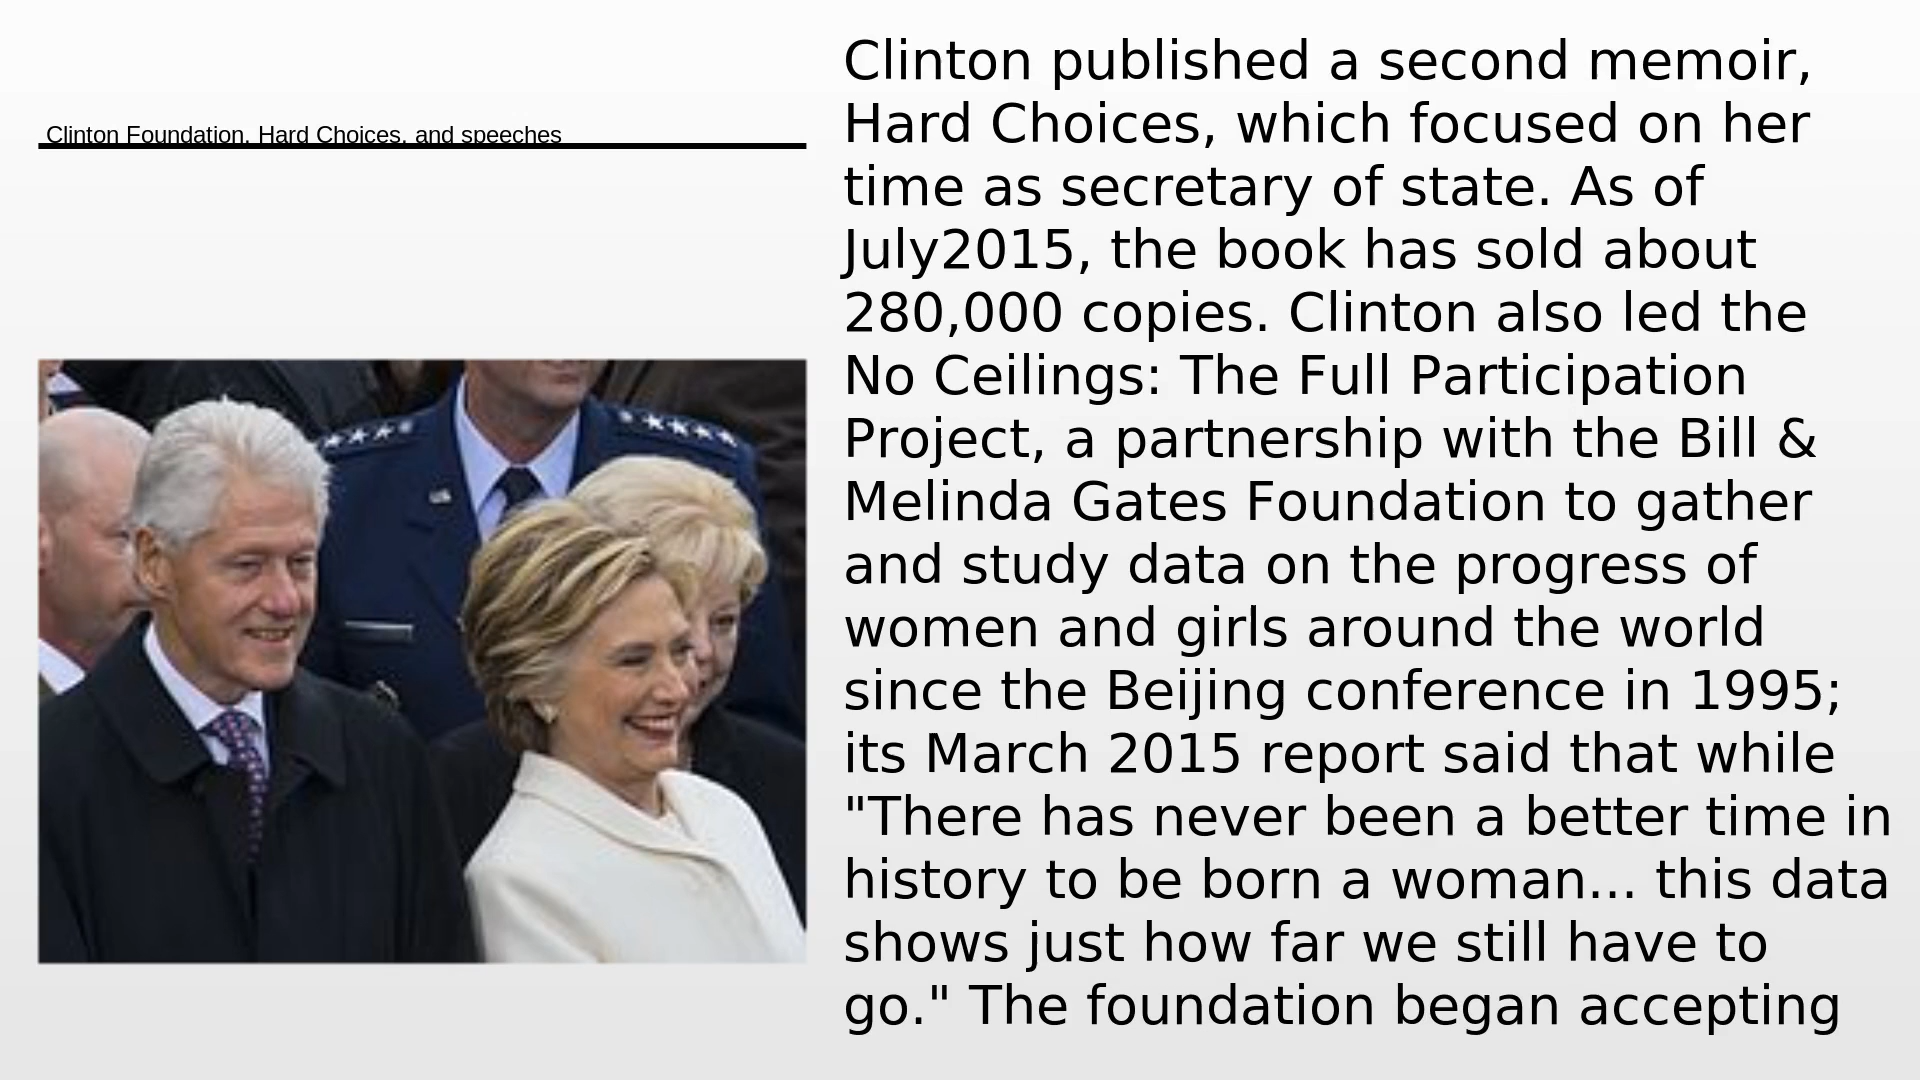 Clinton Foundation, Hard Choices, and speeches
Clinton published a second memoir,
Hard Choices, which focused on her
time as secretary of state. As of
July2015, the book has sold about
280,000 copies. Clinton also led the
No Ceilings: The Full Participation
Project, a partnership with the Bill &
Melinda Gates Foundation to gather
and study data on the progress of
women and girls around the world
since the Beijing conference in 1995;
its March 2015 report said that while
"There has never been a better time in
history to be born a woman... this data
shows just how far we still have to
go." The foundation began accepting